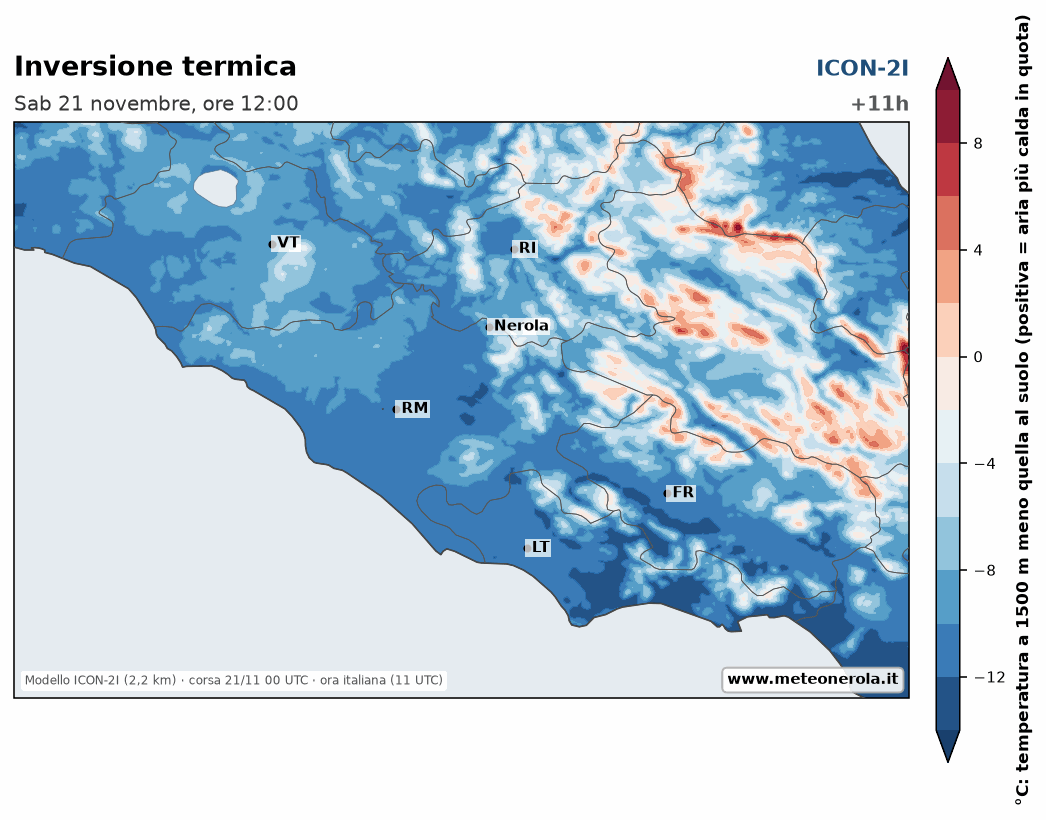 Inversione termica
ICON-2I
Sab 21 novembre, ore 12:00
+11h
VT
RI
Nerola
RM
FR
LT
8
4
0
−4
−8
−12
°C: temperatura a 1500 m meno quella al suolo (positiva = aria più calda in quota)
Modello ICON-2I (2,2 km) · corsa 21/11 00 UTC · ora italiana (11 UTC)
www.meteonerola.it